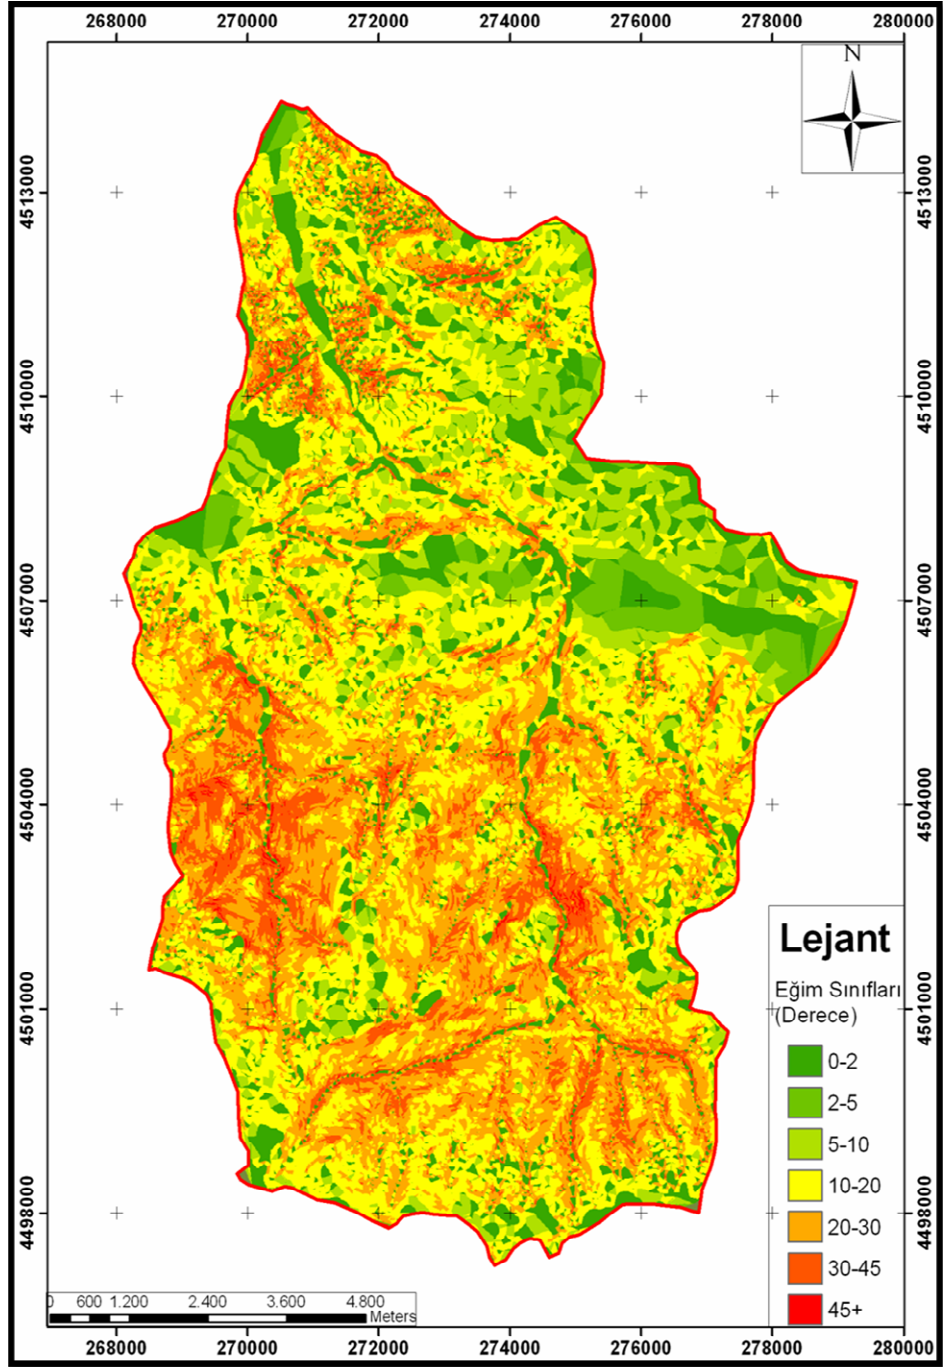 268000 270000 272000 274000 276000 278000 280000
N
4513000 4513000
4510000 4510000
4507000 4507000
4504000 4504000
4501000 4501000
4498000 4498000
Lejant
Eğim Sınıfları
(Derece)
0-2
2-5
5-10
10-20
20-30
30-45
45+
0 600 1.200 2.400 3.600 4.800
Meters
268000 270000 272000 274000 276000 278000 280000